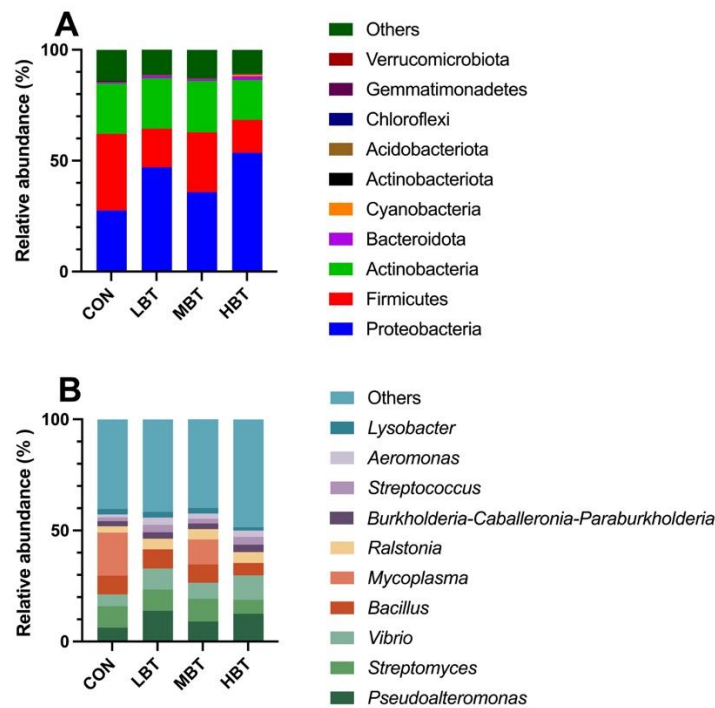 A
Relative abundance (%)
100
50
0
CON
LBT
MBT
HBT
Others
Verrucomicrobiota
Gemmatimonadetes
Chloroflexi
Acidobacteriota
Actinobacteriota
Cyanobacteria
Bacteroidota
Actinobacteria
Firmicutes
Proteobacteria
B
Relative abundance (% )
100
50
0
CON
LBT
MBT
HBT
Others
Lysobacter
Aeromonas
Streptococcus
Burkholderia-Caballeronia-Paraburkholderia
Ralstonia
Mycoplasma
Bacillus
Vibrio
Streptomyces
Pseudoalteromonas